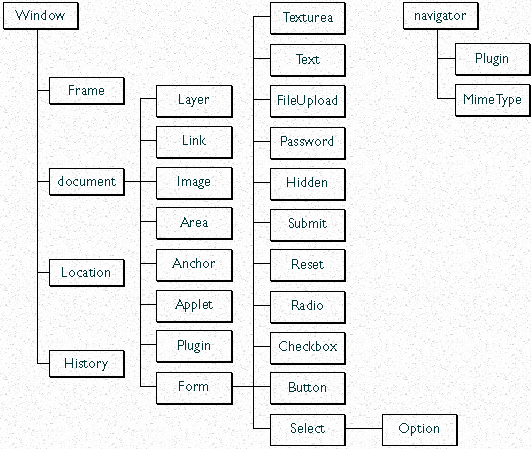 Window
Frame
document
Location
History
Layer
Link
Image
Area
Anchor
Applet
Plugin
Form
Texturea
Text
FileUpload
Password
Hidden
Submit
Reset
Radio
Checkbox
Button
Select
Option
navigator
Plugin
MimeType